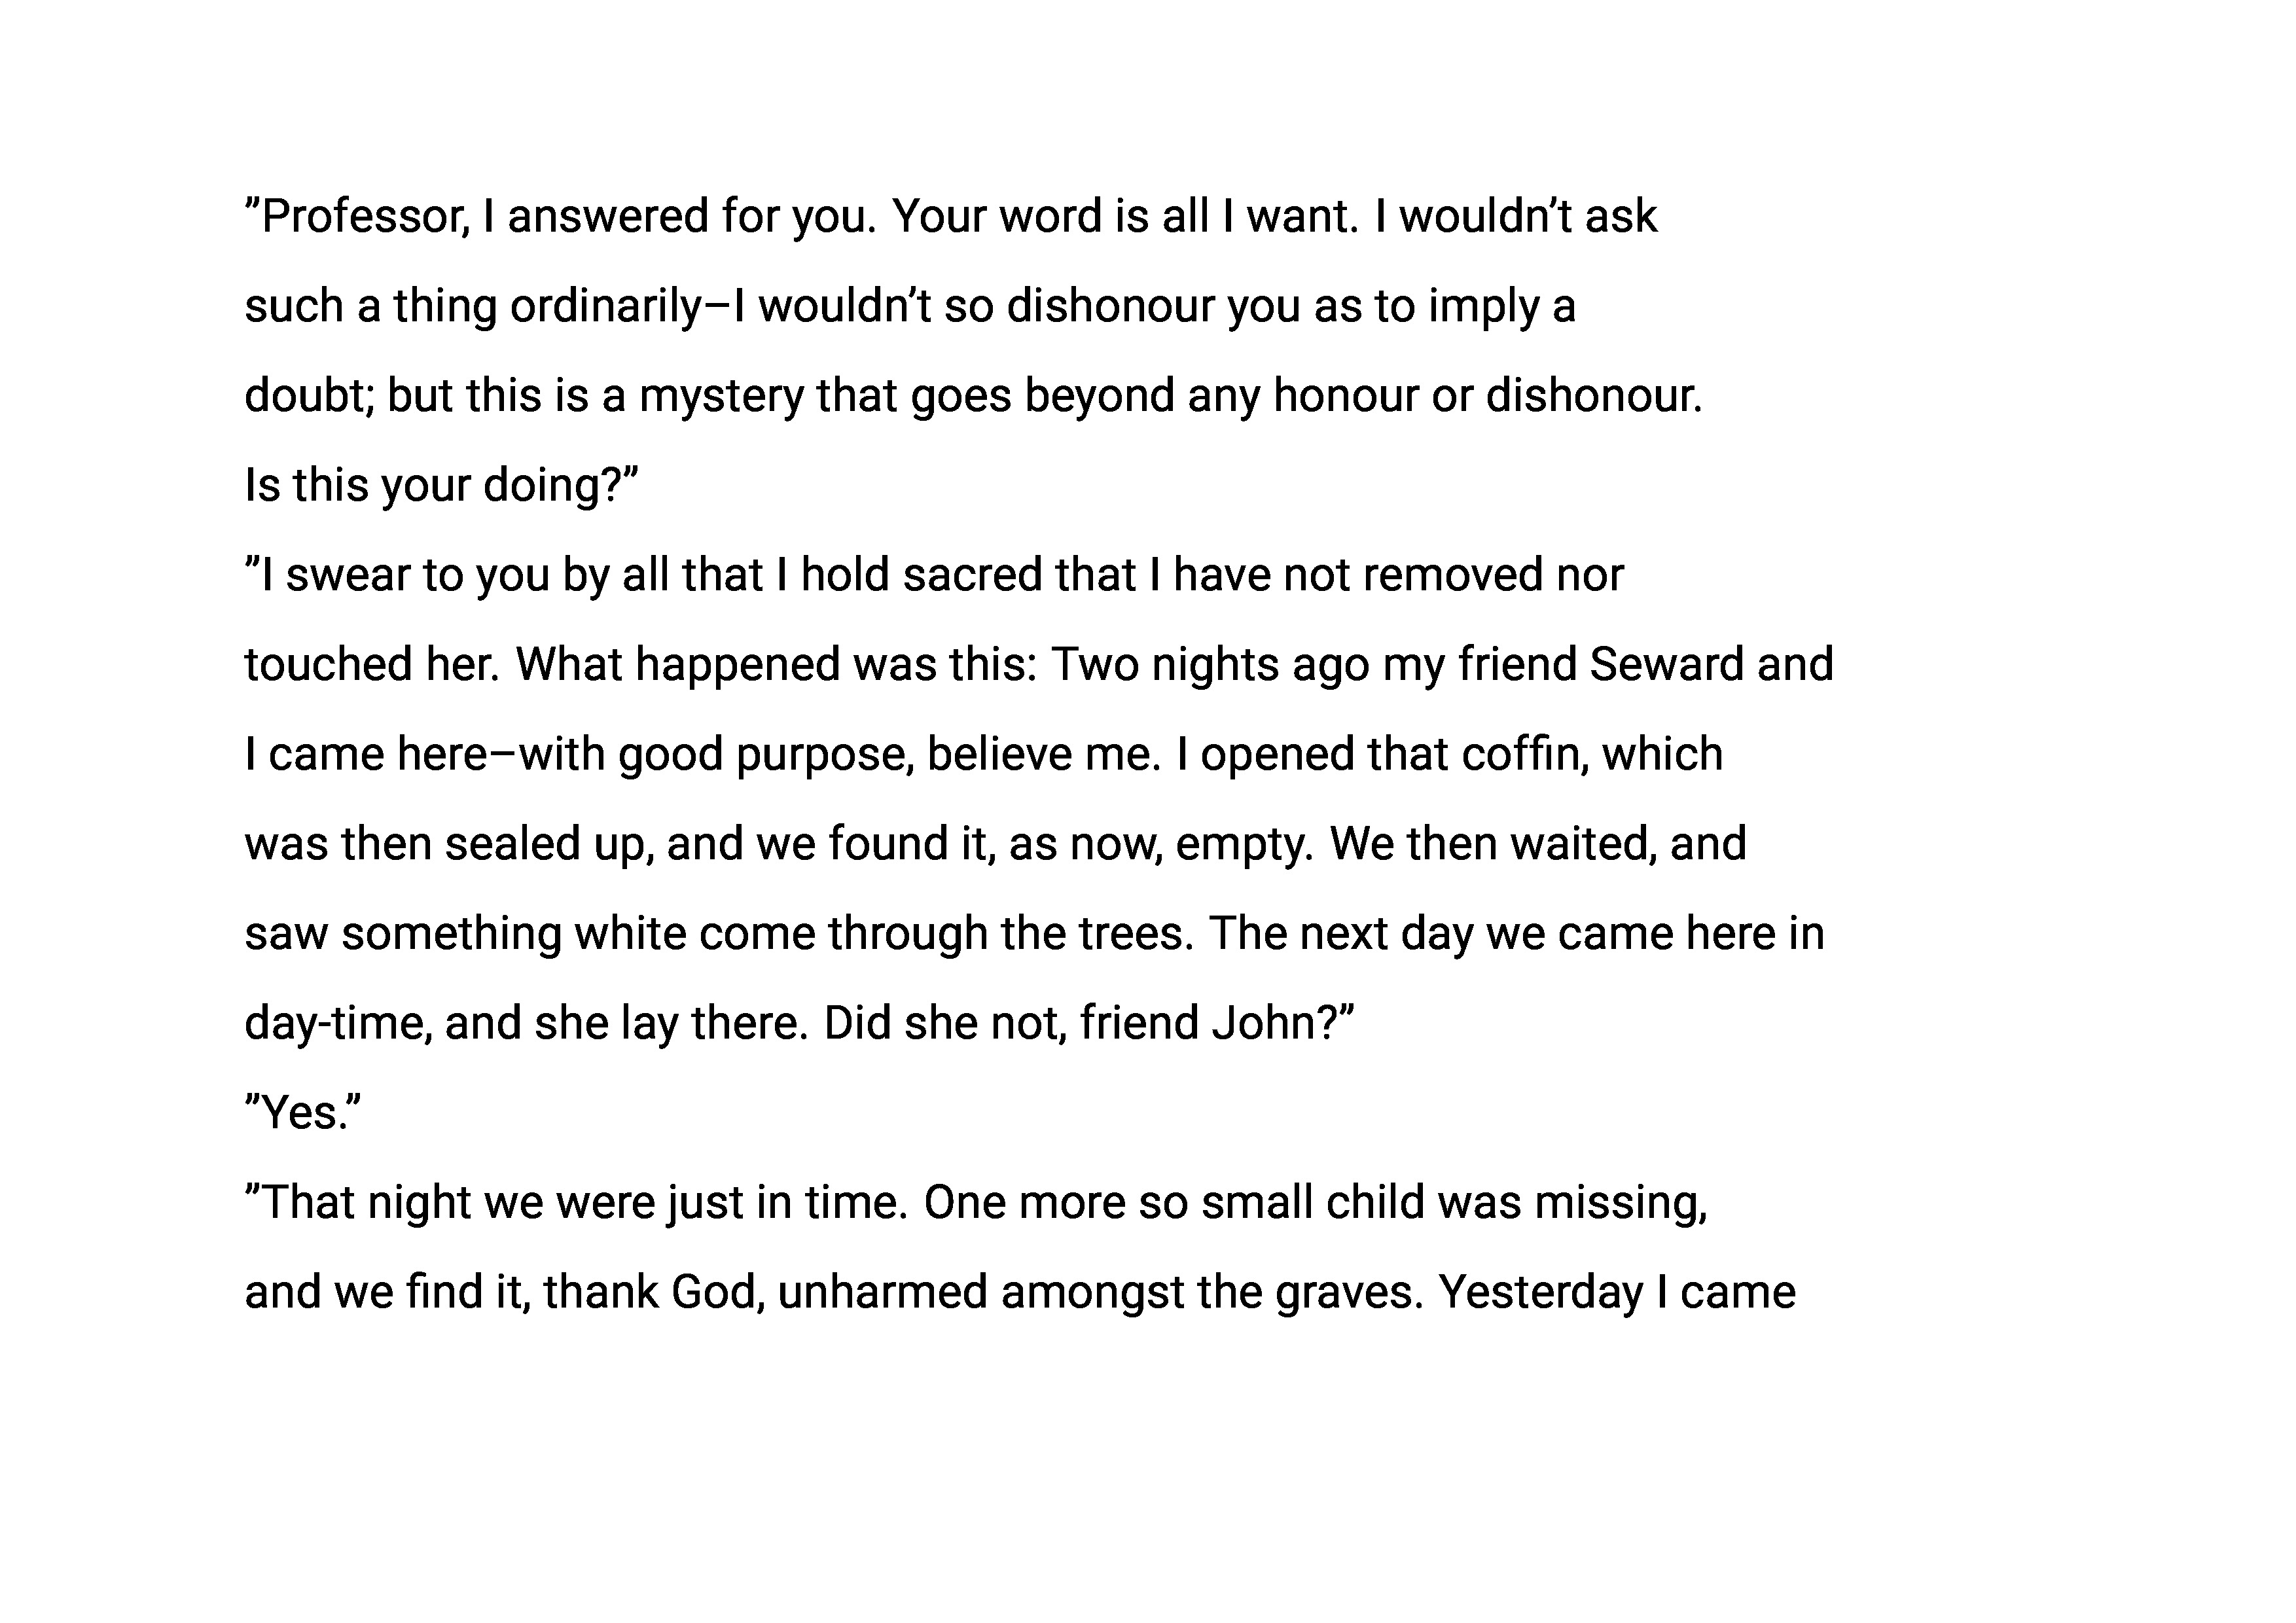 ”Professor, I answered for you. Your word is all I want. I wouldn’t ask
such a thing ordinarily–I wouldn’t so dishonour you as to imply a
doubt; but this is a mystery that goes beyond any honour or dishonour.
Is this your doing?”
”I swear to you by all that I hold sacred that I have not removed nor
touched her. What happened was this: Two nights ago my friend Seward and
I came here–with good purpose, believe me. I opened that coffin, which
was then sealed up, and we found it, as now, empty. We then waited, and
saw something white come through the trees. The next day we came here in
day-time, and she lay there. Did she not, friend John?”
”Yes.”
”That night we were just in time. One more so small child was missing,
and we find it, thank God, unharmed amongst the graves. Yesterday I came